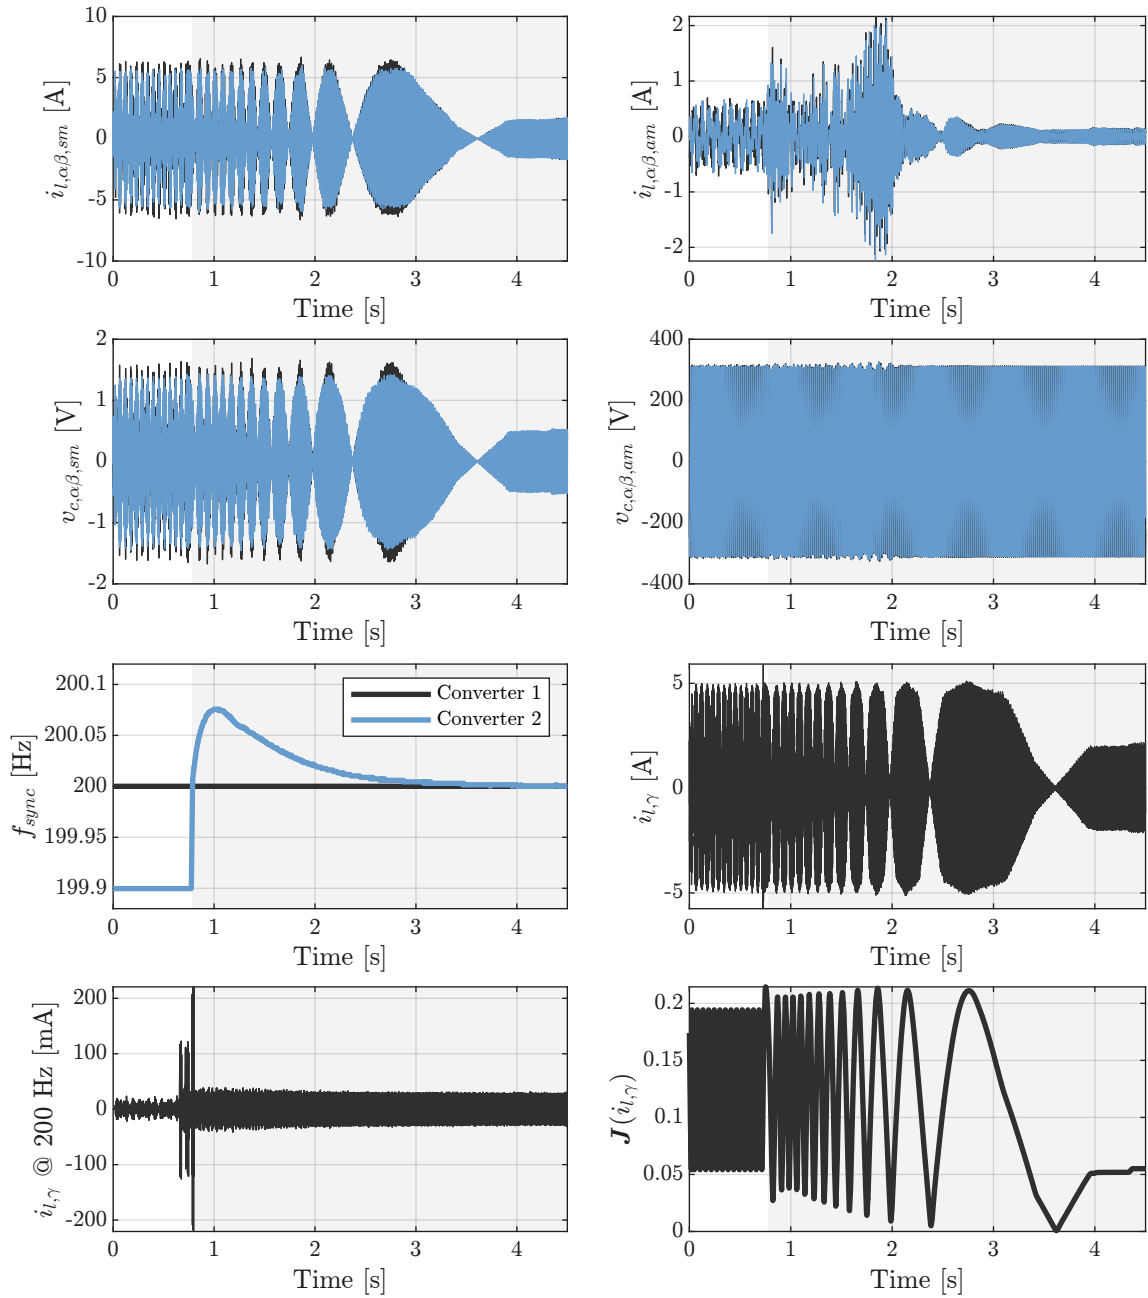 10
5
0
-5
-10
i_{l,αβ,sm} [A]
0 1 2 3 4
Time [s]
2
1
0
-1
-2
i_{l,αβ,am} [A]
0 1 2 3 4
Time [s]
2
1
0
-1
-2
v_{c,αβ,sm} [V]
0 1 2 3 4
Time [s]
400
200
0
-200
-400
v_{c,αβ,am} [V]
0 1 2 3 4
Time [s]
200.1
200.05
200
199.95
199.9
f_{sync} [Hz]
Converter 1
Converter 2
0 1 2 3 4
Time [s]
5
0
-5
i_{l,γ} [A]
0 1 2 3 4
Time [s]
200
100
0
-100
-200
i_{l,γ} @ 200 Hz [mA]
0 1 2 3 4
Time [s]
0.2
0.15
0.1
0.05
0
J(i_{l,γ})
0 1 2 3 4
Time [s]